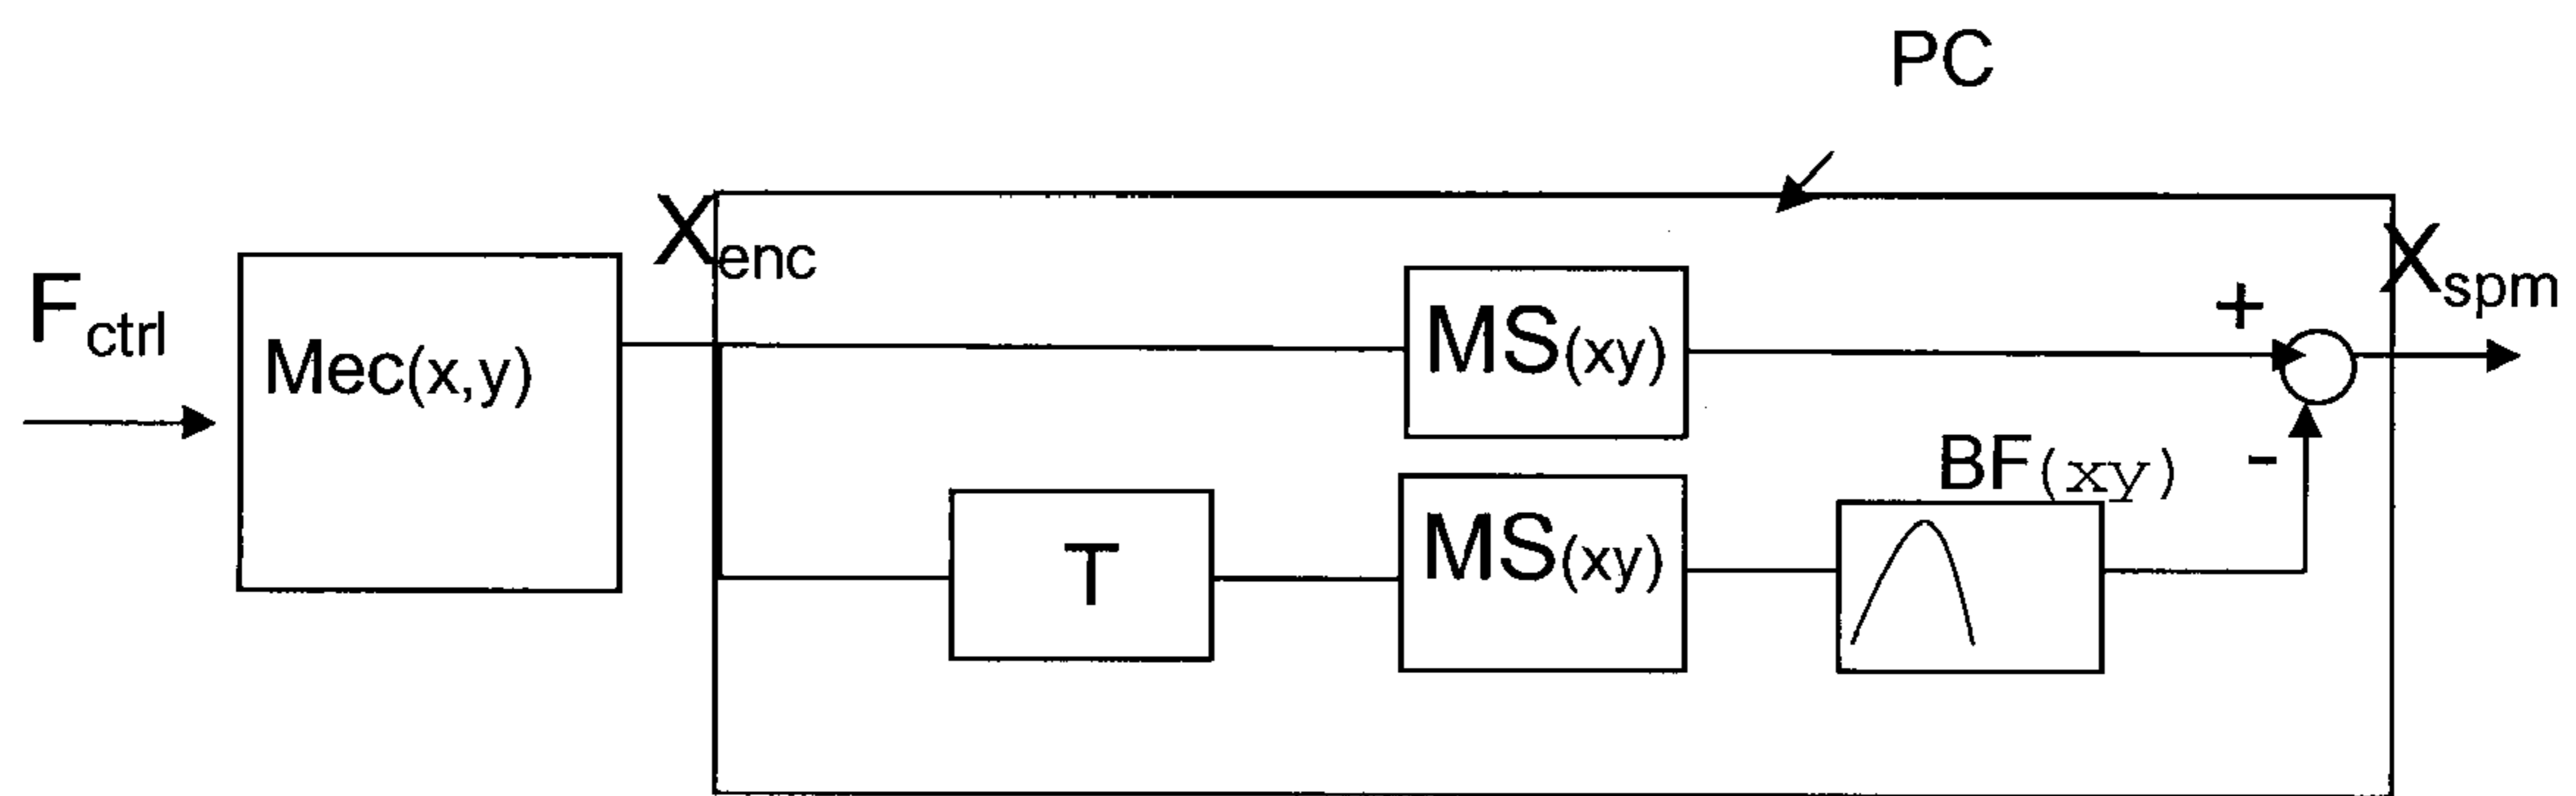 PC
Xenc
Xspm
Fctrl
Mec(x,y)
MS(xy)
+
BF(xy)
-
T
MS(xy)